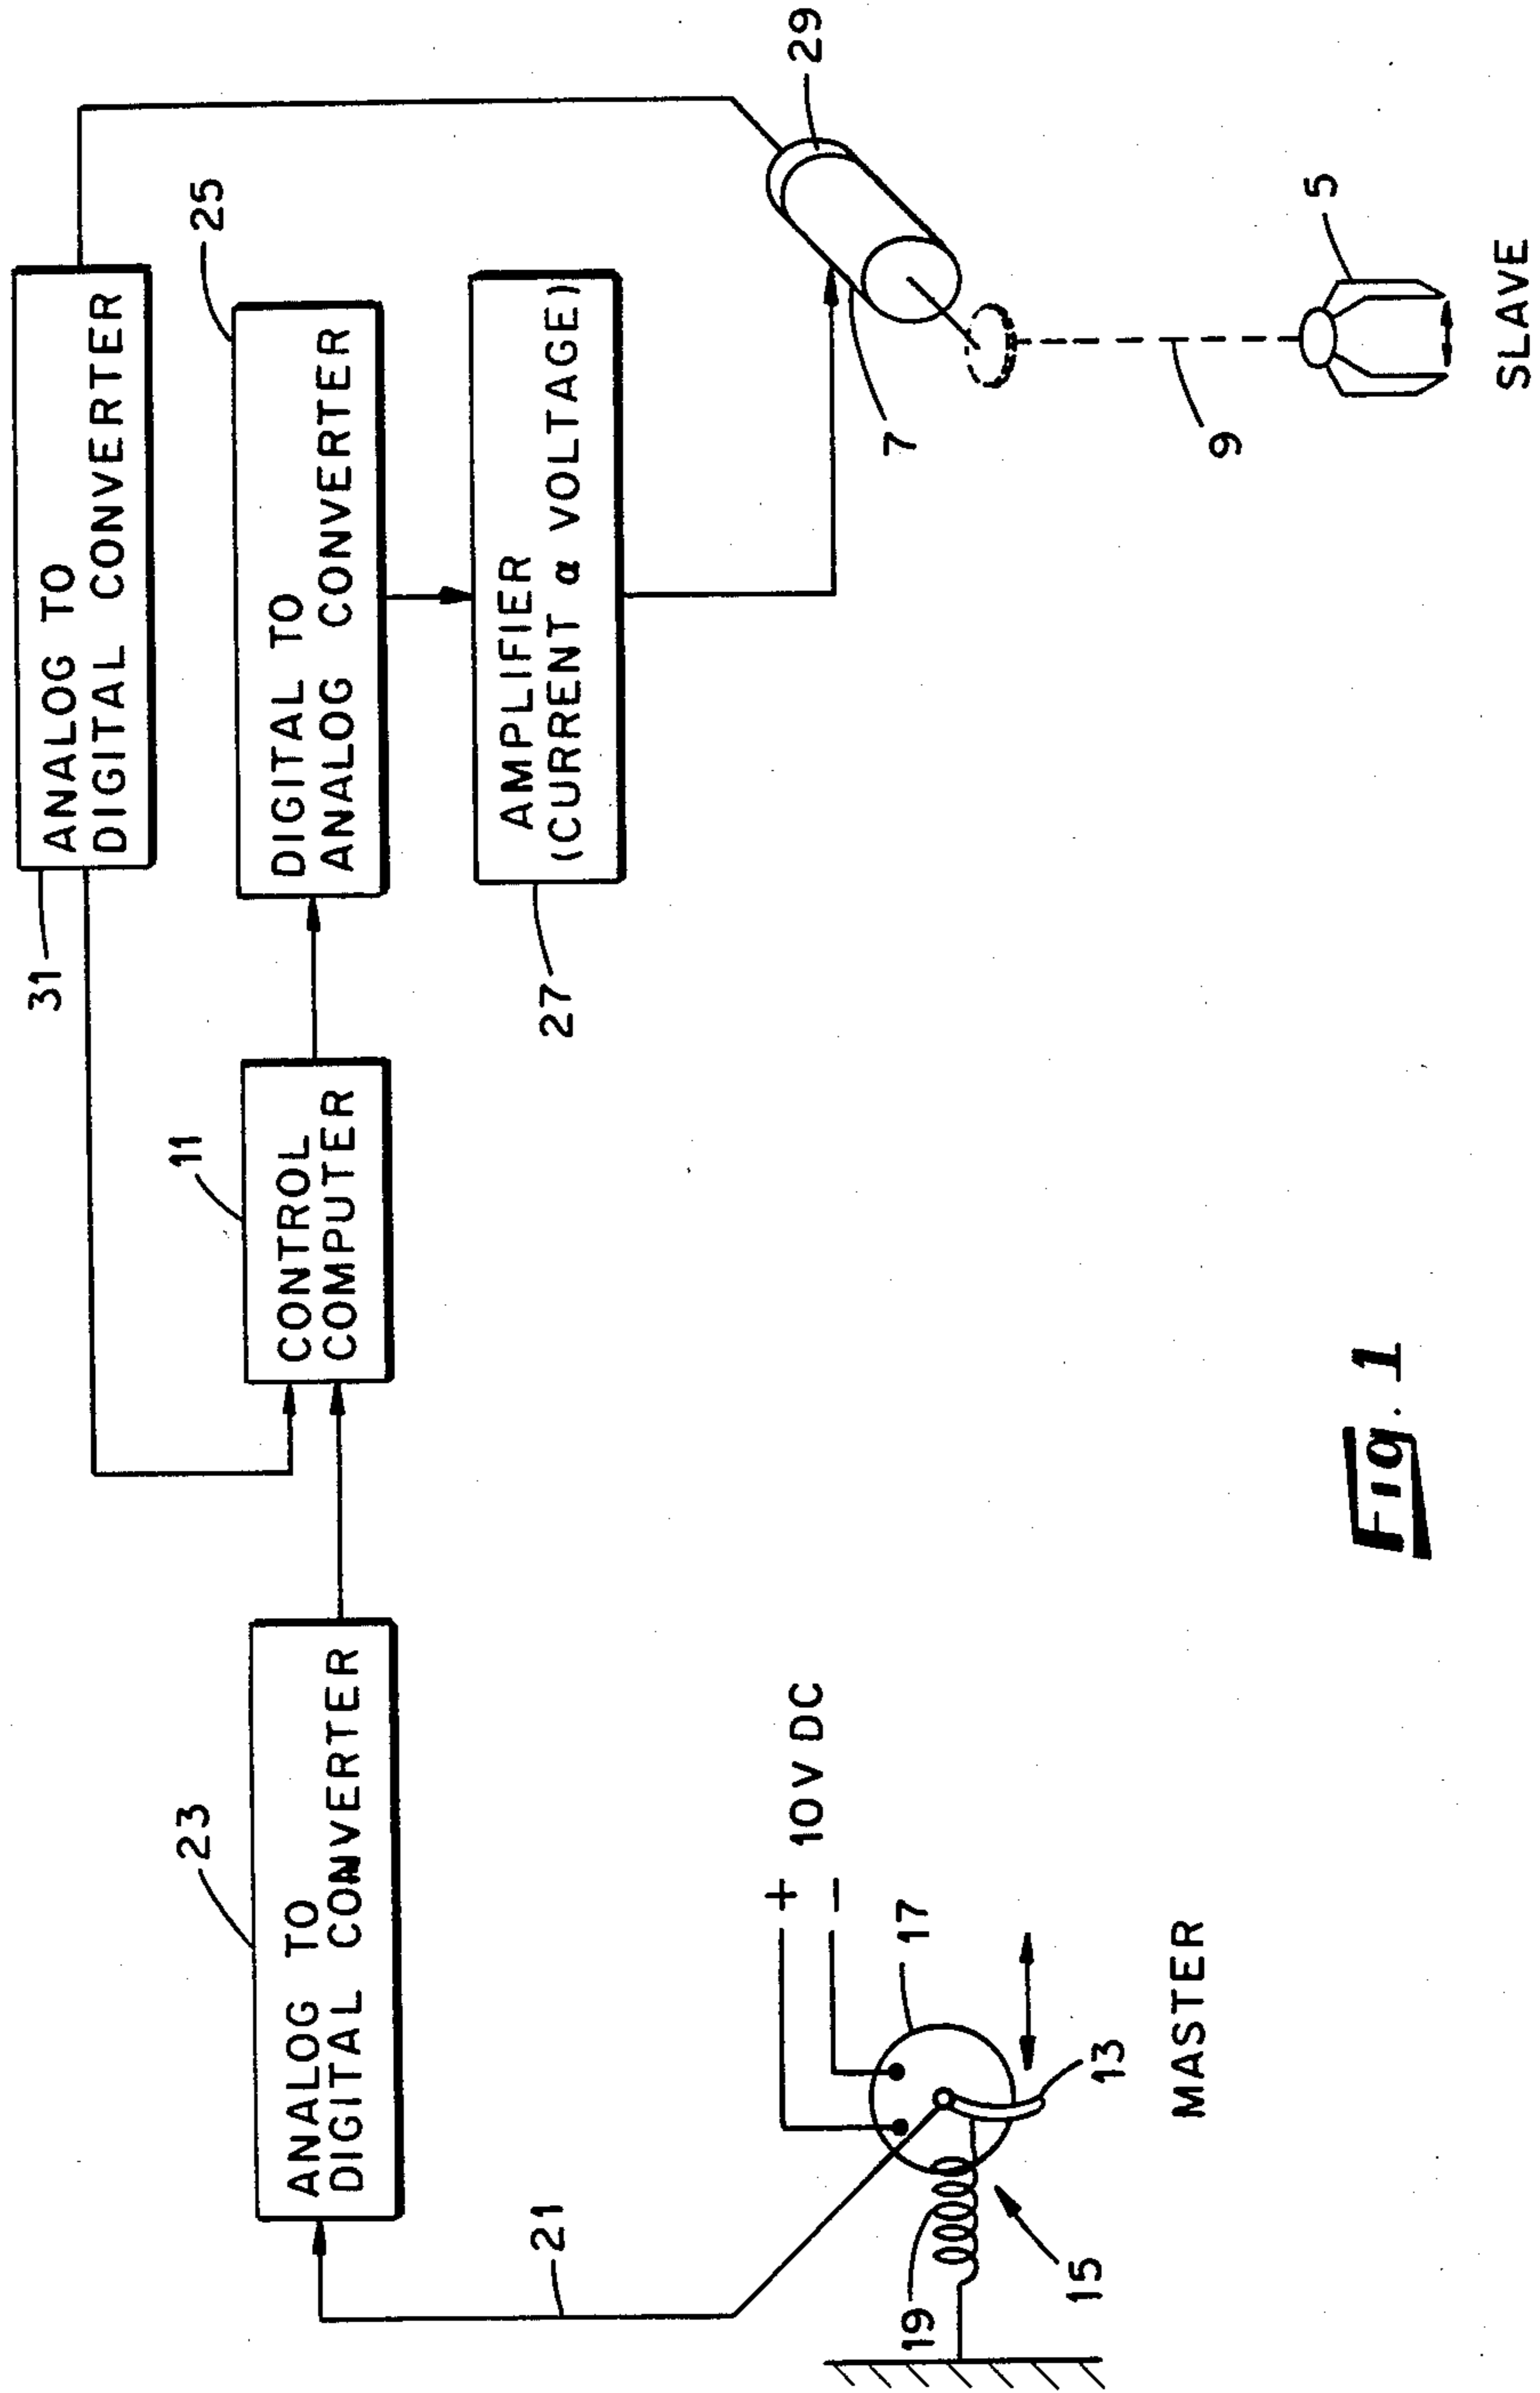 31
ANALOG TO
DIGITAL CONVERTER
25
23
11
ANALOG TO
DIGITAL CONVERTER
CONTROL
COMPUTER
DIGITAL TO
ANALOG CONVERTER
21
27
AMPLIFIER
(CURRENT α VOLTAGE)
+
−
10V DC
29
17
7
19
13
15
9
5
MASTER
SLAVE
Fig. 1